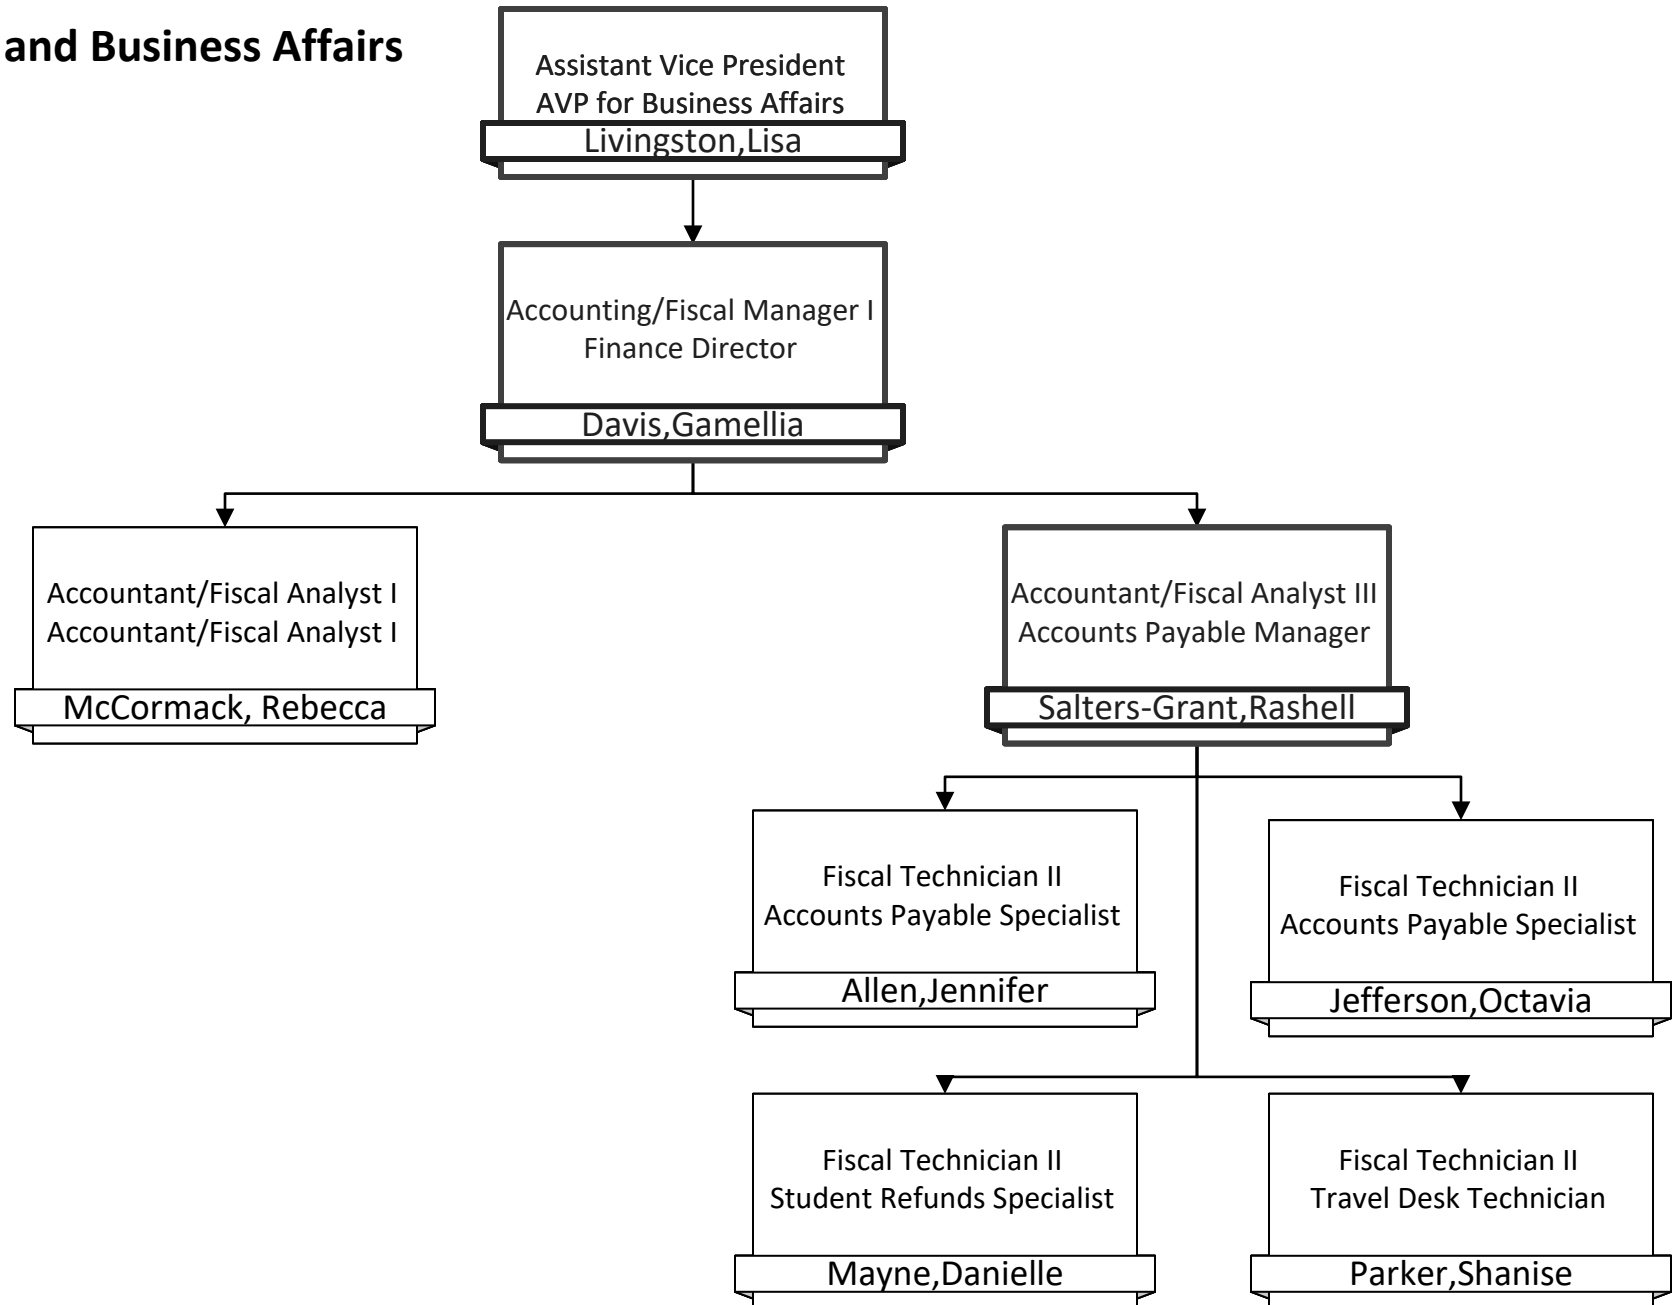 and Business Affairs
Assistant Vice President
AVP for Business Affairs
Livingston,Lisa
Accounting/Fiscal Manager I
Finance Director
Davis,Gamellia
Accountant/Fiscal Analyst I
Accountant/Fiscal Analyst I
McCormack, Rebecca
Accountant/Fiscal Analyst III
Accounts Payable Manager
Salters-Grant,Rashell
Fiscal Technician II
Accounts Payable Specialist
Allen,Jennifer
Fiscal Technician II
Accounts Payable Specialist
Jefferson,Octavia
Fiscal Technician II
Student Refunds Specialist
Mayne,Danielle
Fiscal Technician II
Travel Desk Technician
Parker,Shanise